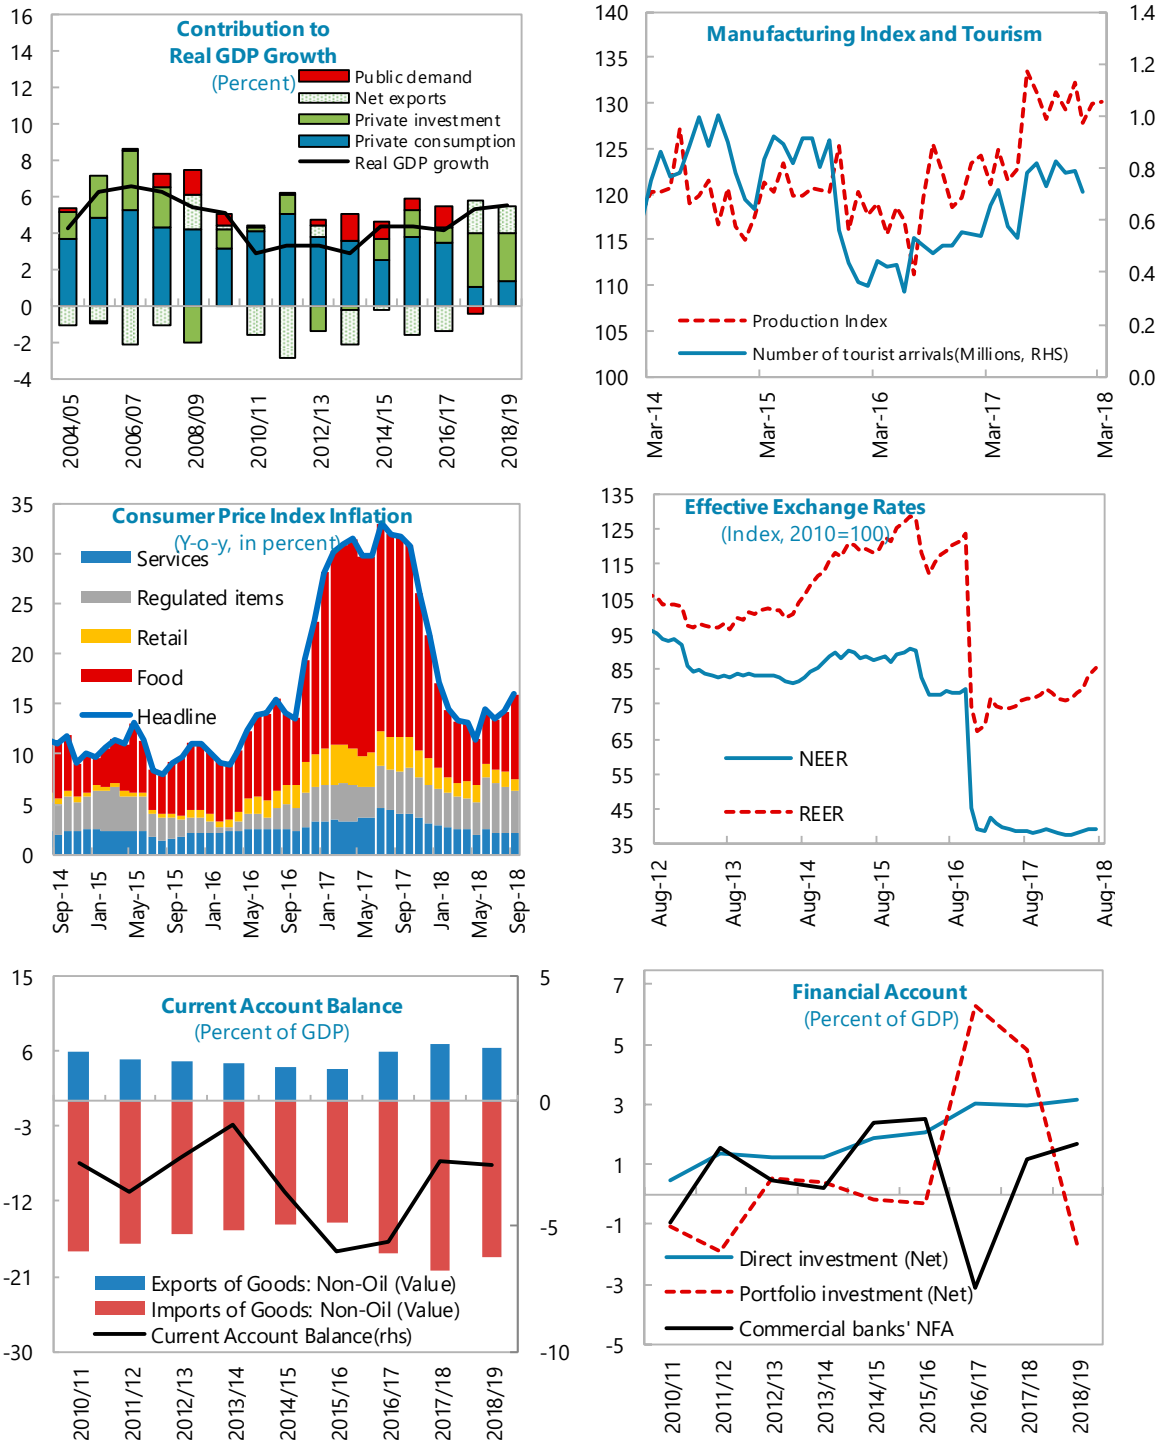 Contribution to
Real GDP Growth
(Percent)
16
14
12
10
8
6
4
2
0
-2
-4
Public demand
Net exports
Private investment
Private consumption
Real GDP growth
2004/05
2006/07
2008/09
2010/11
2012/13
2014/15
2016/17
2018/19
Manufacturing Index and Tourism
140
135
130
125
120
115
110
105
100
1.4
1.2
1.0
0.8
0.6
0.4
0.2
0.0
Production Index
Number of tourist arrivals(Millions, RHS)
Mar-14
Mar-15
Mar-16
Mar-17
Mar-18
Consumer Price Index Inflation
(Y-o-y, in percent)
35
30
25
20
15
10
5
0
Services
Regulated items
Retail
Food
Headline
Sep-14
Jan-15
May-15
Sep-15
Jan-16
May-16
Sep-16
Jan-17
May-17
Sep-17
Jan-18
May-18
Sep-18
Effective Exchange Rates
(Index, 2010=100)
135
125
115
105
95
85
75
65
55
45
35
NEER
REER
Aug-12
Aug-13
Aug-14
Aug-15
Aug-16
Aug-17
Aug-18
Current Account Balance
(Percent of GDP)
15
6
-3
-12
-21
-30
5
0
-5
-10
Exports of Goods: Non-Oil (Value)
Imports of Goods: Non-Oil (Value)
Current Account Balance(rhs)
2010/11
2011/12
2012/13
2013/14
2014/15
2015/16
2016/17
2017/18
2018/19
Financial Account
(Percent of GDP)
7
5
3
1
-1
-3
-5
Direct investment (Net)
Portfolio investment (Net)
Commercial banks' NFA
2010/11
2011/12
2012/13
2013/14
2014/15
2015/16
2016/17
2017/18
2018/19